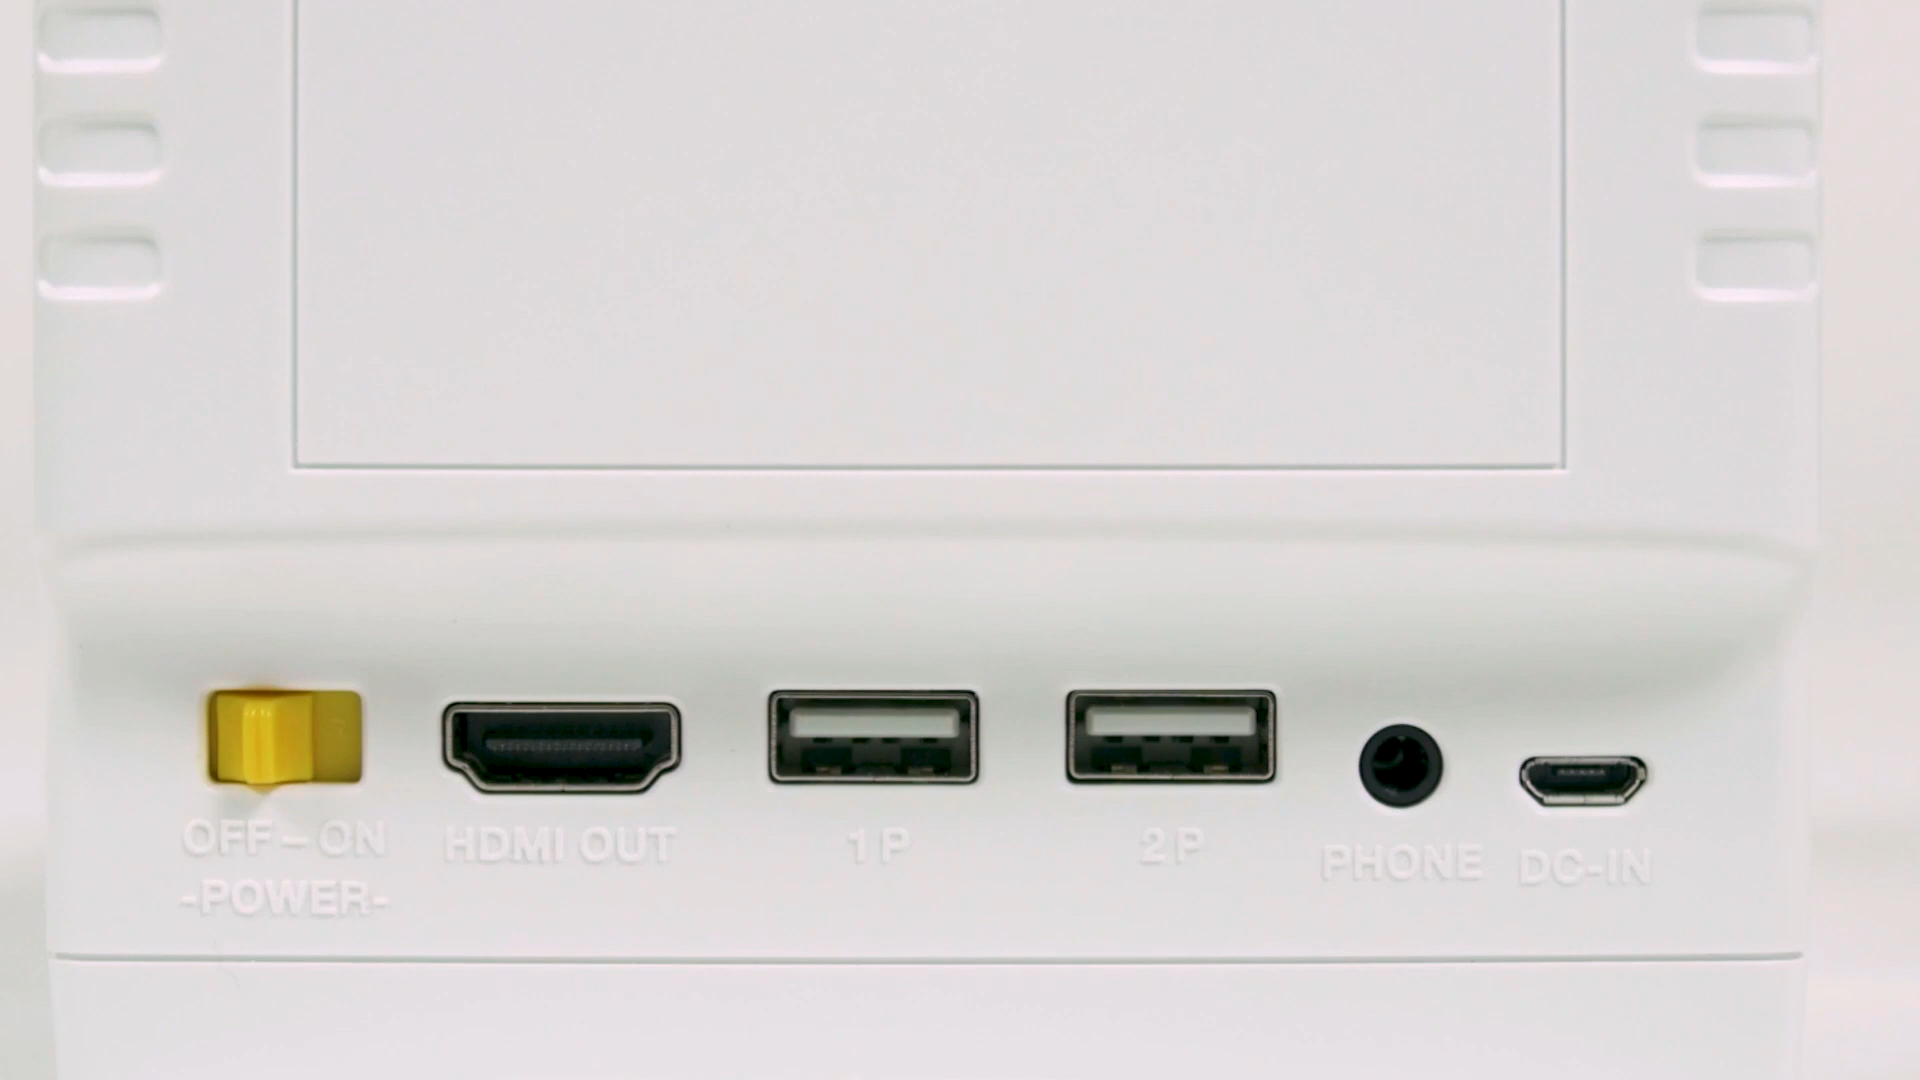 OFF–ON
-POWER-
HDMI OUT
1P
2P
PHONE
DC-IN